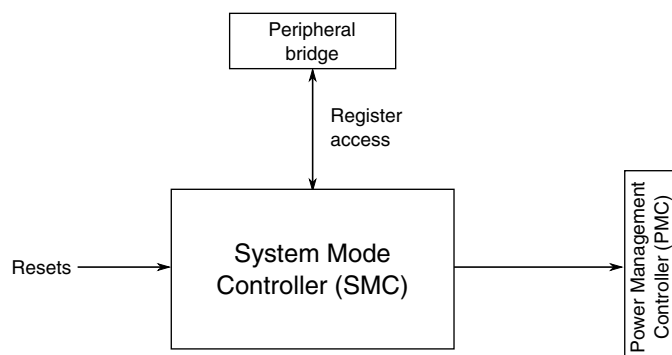 Peripheral
bridge
Register
access
System Mode
Controller (SMC)
Resets
Power Management
Controller (PMC)